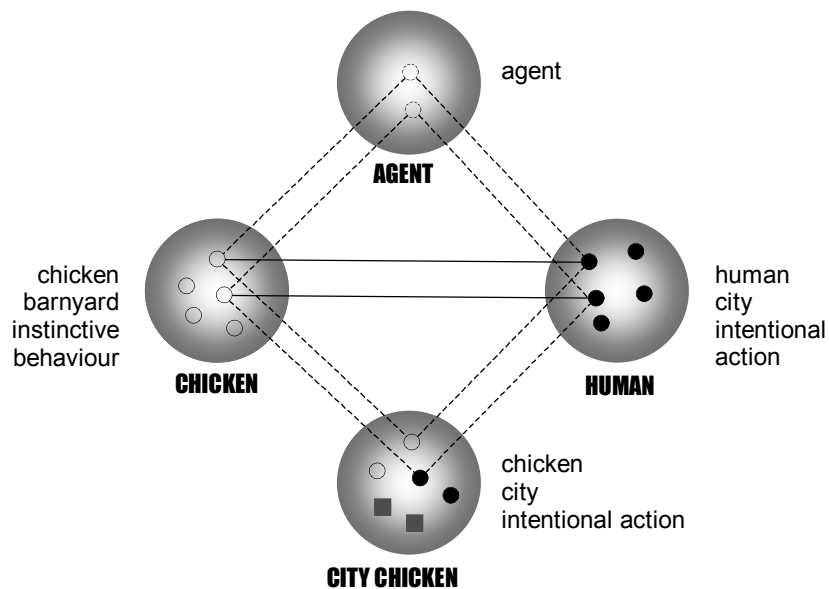 agent
AGENT
chicken
barnyard
instinctive
behaviour
CHICKEN
human
city
intentional
action
HUMAN
chicken
city
intentional action
CITY CHICKEN